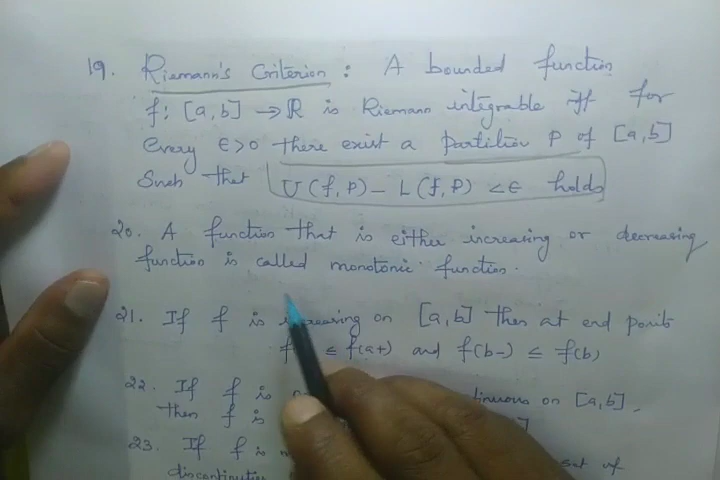 19. Riemann's Criterion : A bounded function
f : [a,b] → ℝ is Riemann integrable iff for
every ϵ>0 there exist a partition P of [a,b]
Such that U(f,P) - L(f,P) <ϵ holds
20. A function that is either increasing or decreasing
function is called monotonic function.
21. If f is increasing on [a,b] then at end points
f ≤ f(a+) and f(b-) ≤ f(b)
22. If f is on [a,b],
then f is
23. If f is
set of